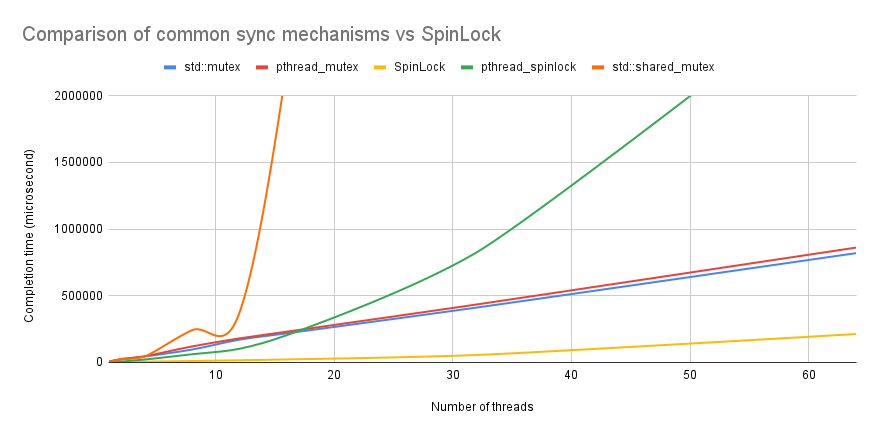 Comparison of common sync mechanisms vs SpinLock
std::mutex pthread_mutex SpinLock pthread_spinlock std::shared_mutex
Completion time (microsecond)
2000000
1500000
1000000
500000
0
10 20 30 40 50 60
Number of threads